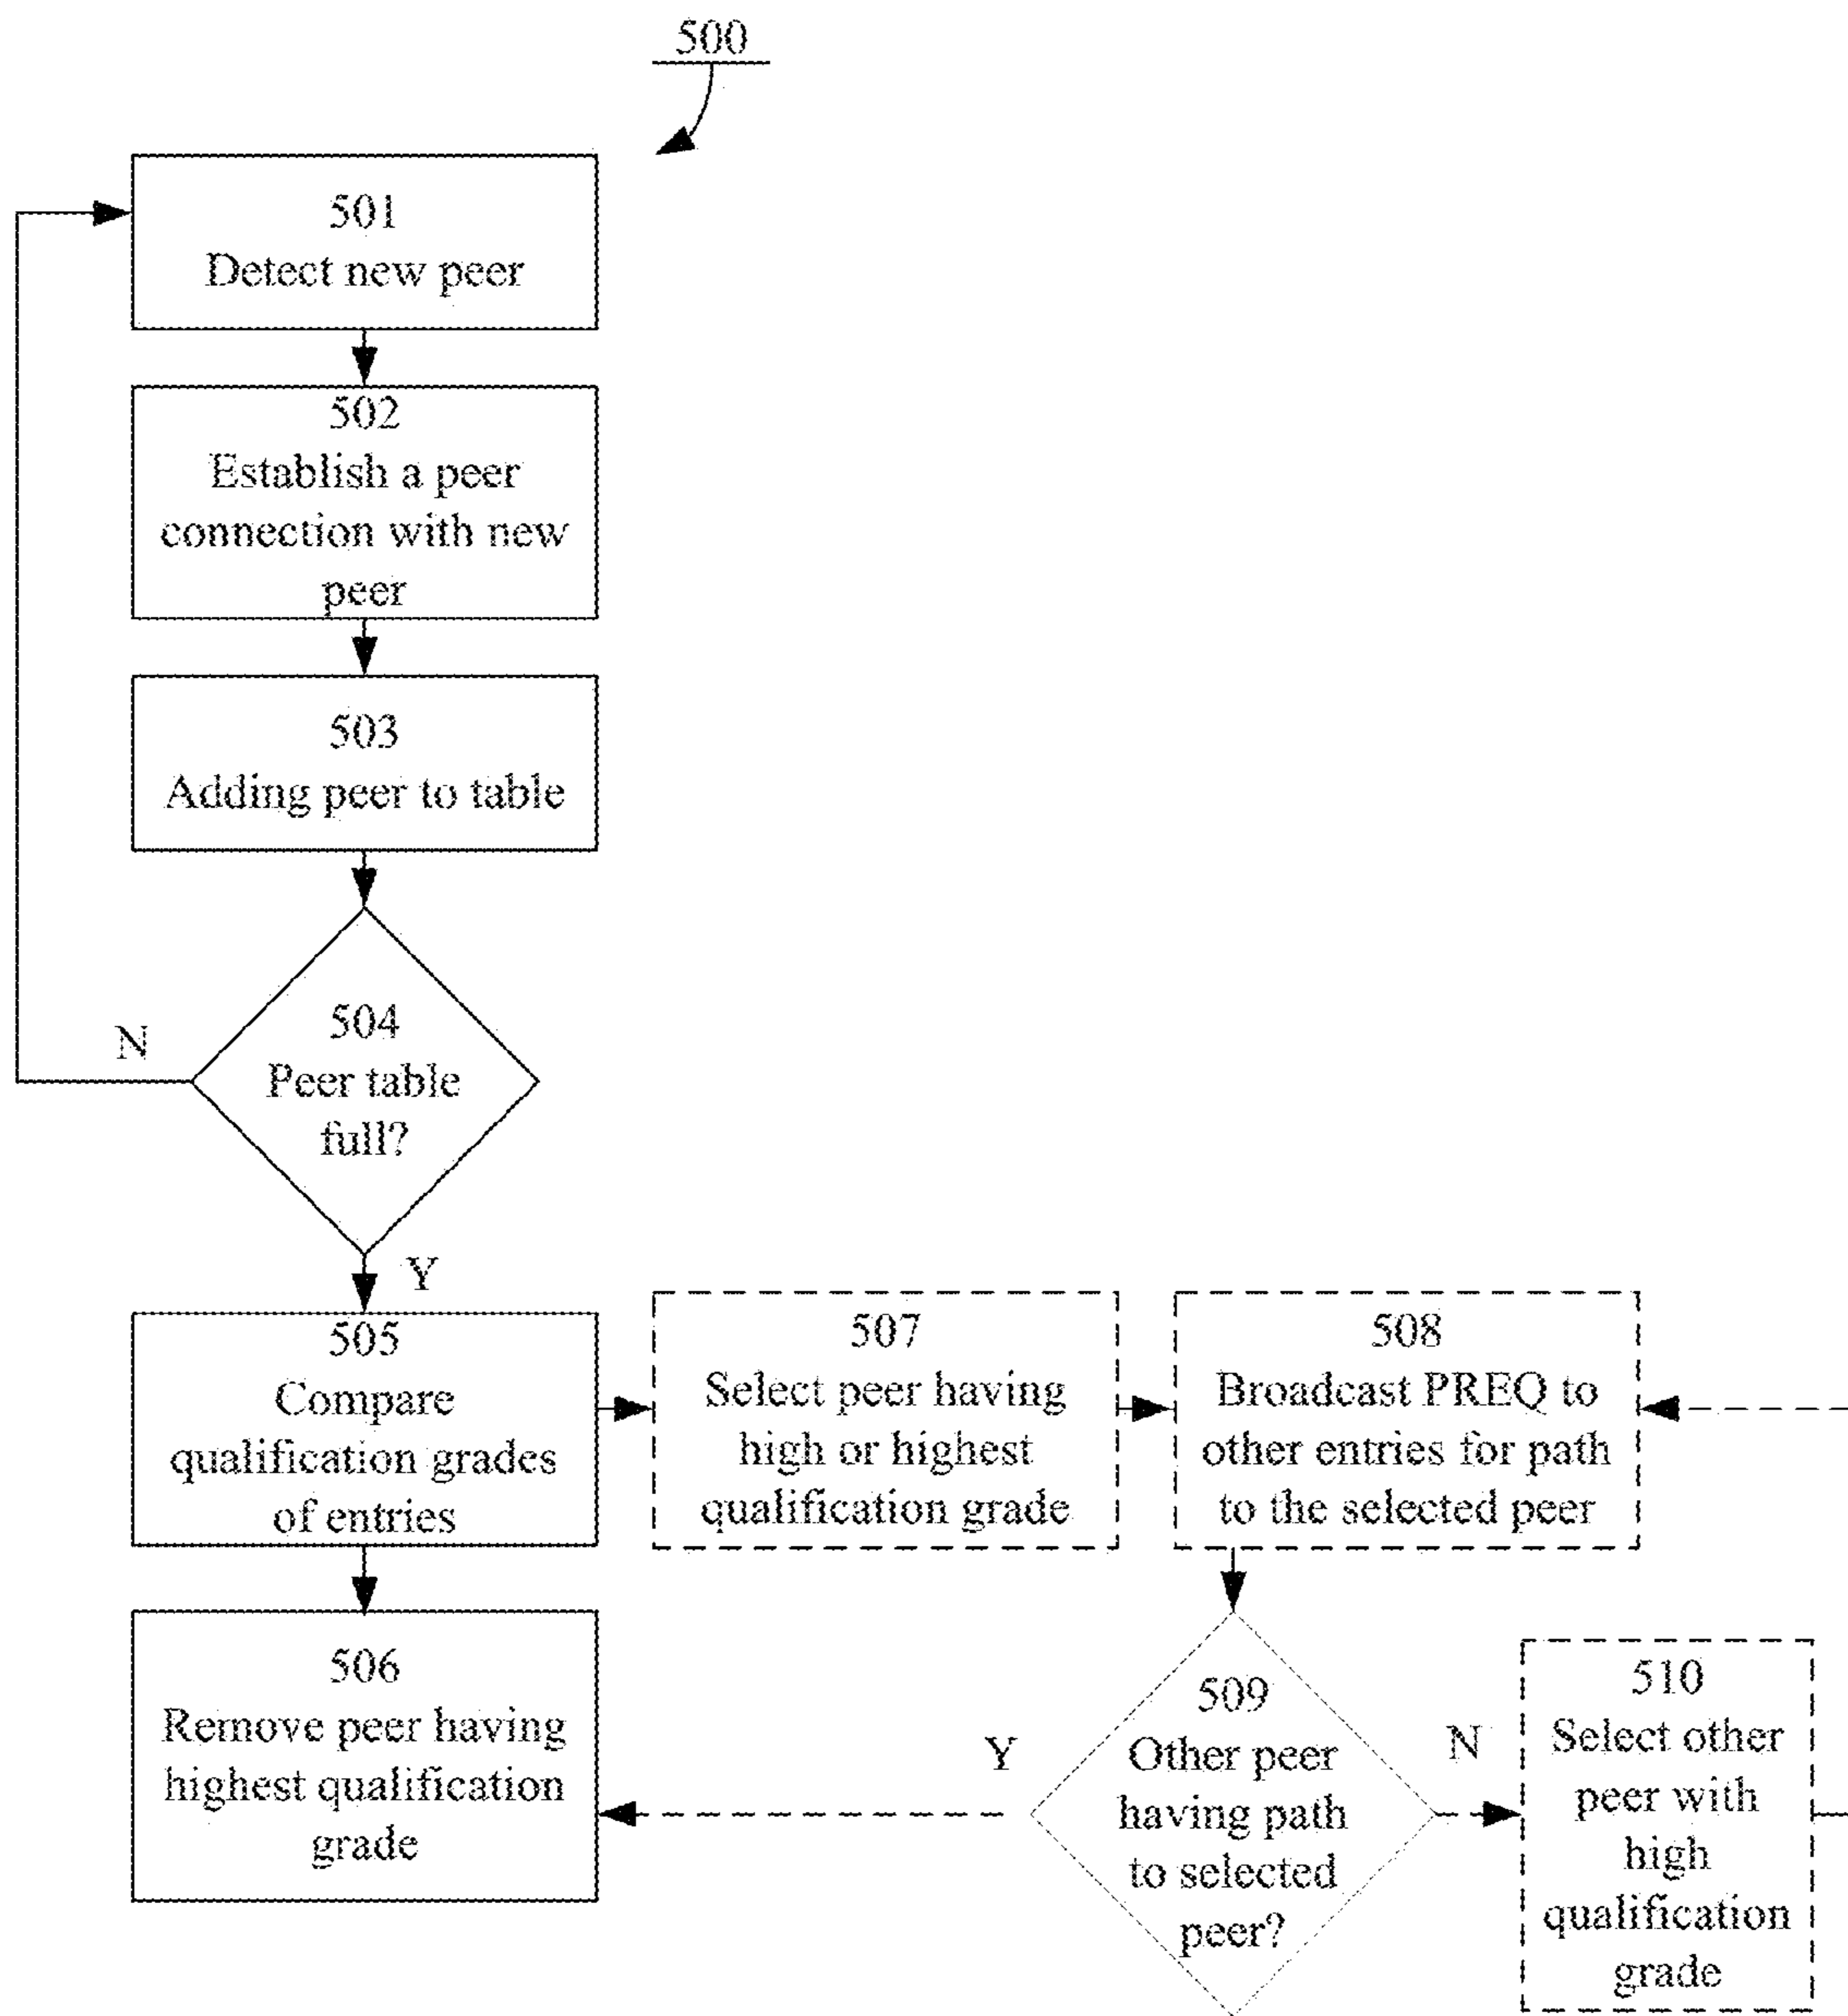 500
501
Detect new peer
502
Establish a peer
connection with new
peer
503
Adding peer to table
504
Peer table
full?
N
Y
505
Compare
qualification grades
of entries
507
Select peer having
high or highest
qualification grade
508
Broadcast PREQ to
other entries for path
to the selected peer
506
Remove peer having
highest qualification
grade
Y
509
Other peer
having path
to selected
peer?
N
510
Select other
peer with
high
qualification
grade